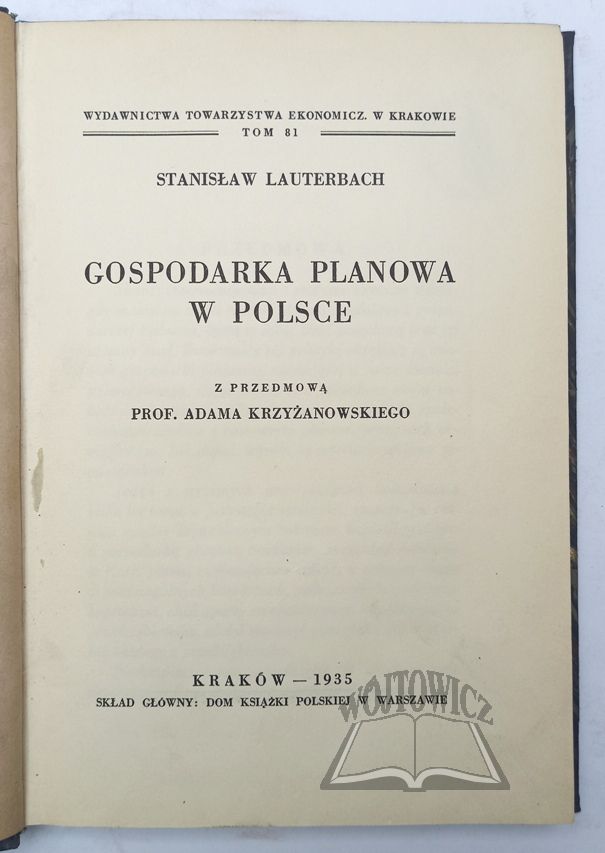 WYDAWNICTWA TOWARZYSTWA EKONOMICZ. W KRAKOWIE
TOM 81
STANISŁAW LAUTERBACH
GOSPODARKA PLANOWA
W POLSCE
Z PRZEDMOWĄ
PROF. ADAMA KRZYŻANOWSKIEGO
KRAKÓW — 1935
SKŁAD GŁÓWNY: DOM KSIĄŻKI POLSKIEJ W WARSZAWIE
WOJTOWICZ